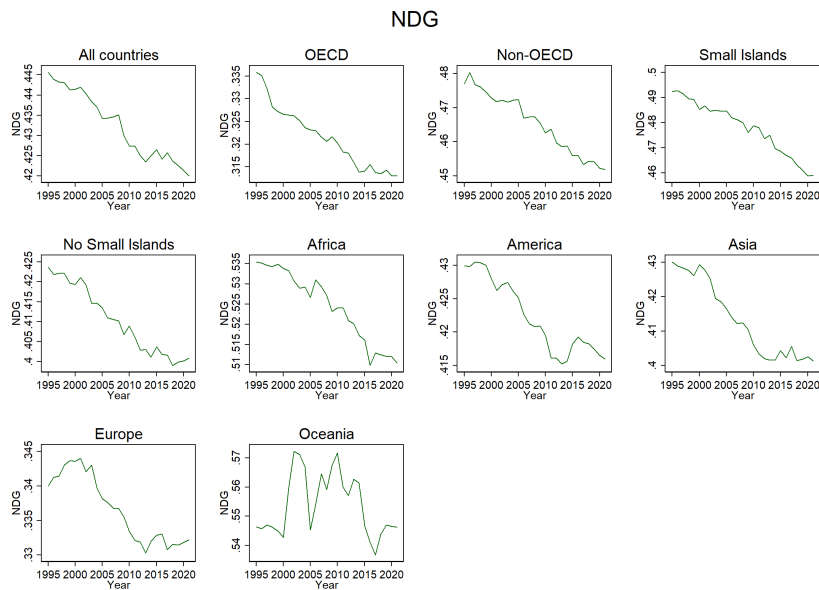 NDG
All countries
NDG
.42 .425 .43 .435 .44 .445
1995 2000 2005 2010 2015 2020
Year
OECD
NDG
.315 .32 .325 .33 .335
1995 2000 2005 2010 2015 2020
Year
Non-OECD
NDG
.45 .46 .47 .48
1995 2000 2005 2010 2015 2020
Year
Small Islands
NDG
.46 .47 .48 .49 .5
1995 2000 2005 2010 2015 2020
Year
No Small Islands
NDG
.4 .405 .41 .415 .42 .425
1995 2000 2005 2010 2015 2020
Year
Africa
NDG
.51 .515 .52 .525 .53 .535
1995 2000 2005 2010 2015 2020
Year
America
NDG
.415 .42 .425 .43
1995 2000 2005 2010 2015 2020
Year
Asia
NDG
.4 .41 .42 .43
1995 2000 2005 2010 2015 2020
Year
Europe
NDG
.33 .335 .34 .345
1995 2000 2005 2010 2015 2020
Year
Oceania
NDG
.54 .55 .56 .57
1995 2000 2005 2010 2015 2020
Year